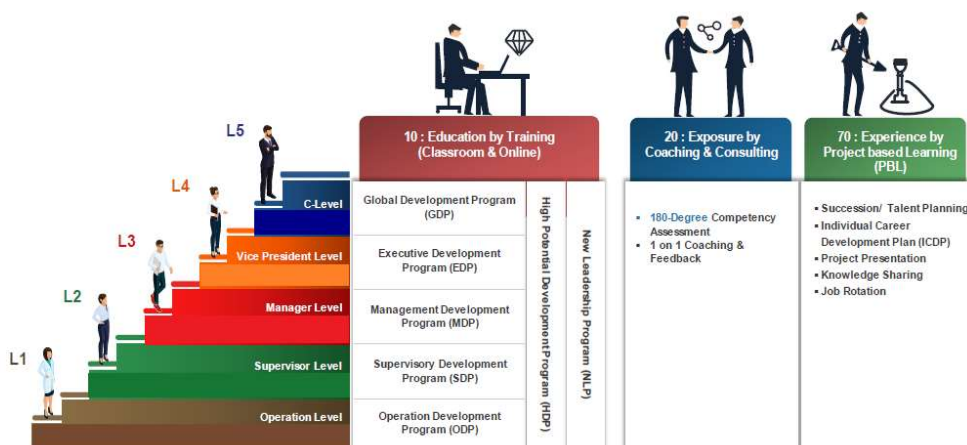 L5
L4
L3
L2
L1
C-Level
Vice President Level
Manager Level
Supervisor Level
Operation Level
10 : Education by Training
(Classroom & Online)
Global Development Program
(GDP)
Executive Development
Program (EDP)
Management Development
Program (MDP)
Supervisory Development
Program (SDP)
Operation Development
Program (ODP)
High Potential Development Program (HDP)
New Leadership Program (NLP)
20 : Exposure by
Coaching & Consulting
▪ 180-Degree Competency
Assessment
▪ 1 on 1 Coaching &
Feedback
70 : Experience by
Project based Learning
(PBL)
▪ Succession/ Talent Planning
▪ Individual Career
Development Plan (ICDP)
▪ Project Presentation
▪ Knowledge Sharing
▪ Job Rotation